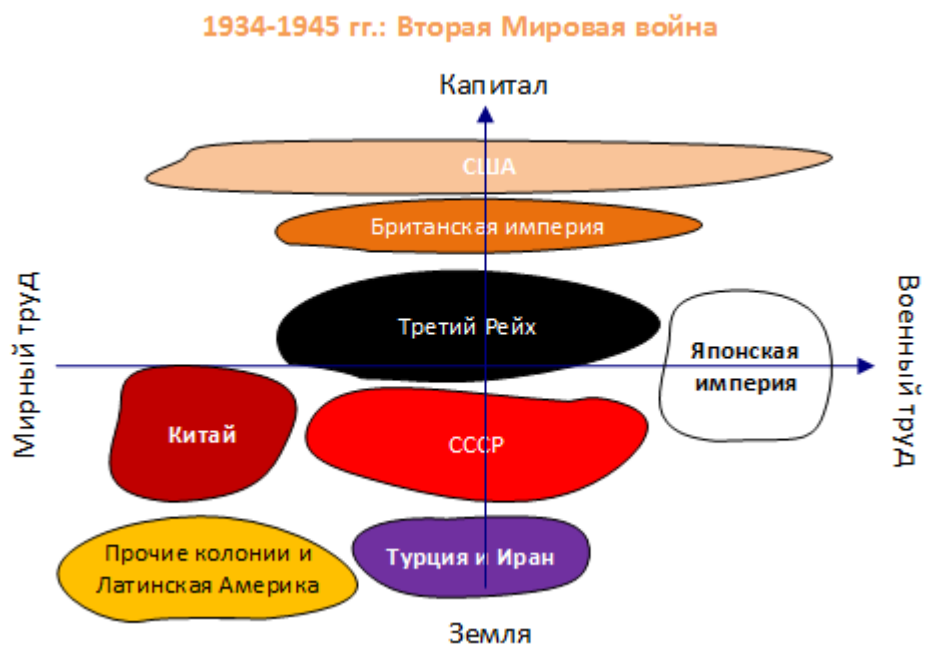 1934-1945 гг.: Вторая Мировая война
Капитал
США
Британская империя
Третий Рейх
Мирный труд
Военный труд
Японская
империя
Китай
СССР
Прочие колонии и
Латинская Америка
Турция и Иран
Земля